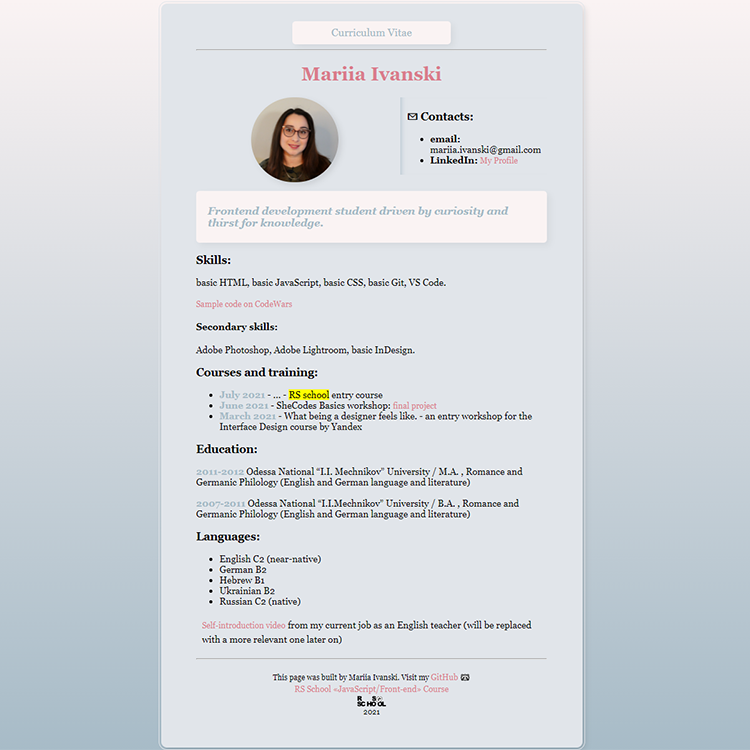 Curriculum Vitae
Mariia Ivanski
Contacts:
email:
mariia.ivanski@gmail.com
LinkedIn: My Profile
Frontend development student driven by curiosity and
thirst for knowledge.
Skills:
basic HTML, basic JavaScript, basic CSS, basic Git, VS Code.
Sample code on CodeWars
Secondary skills:
Adobe Photoshop, Adobe Lightroom, basic InDesign.
Courses and training:
July 2021 - ... - RS school entry course
June 2021 - SheCodes Basics workshop: final project
March 2021 - What being a designer feels like. - an entry workshop for the
Interface Design course by Yandex
Education:
2011-2012 Odessa National “I.I. Mechnikov” University / M.A. , Romance and
Germanic Philology (English and German language and literature)
2007-2011 Odessa National “I.I.Mechnikov” University / B.A. , Romance and
Germanic Philology (English and German language and literature)
Languages:
English C2 (near-native)
German B2
Hebrew B1
Ukrainian B2
Russian C2 (native)
Self-introduction video from my current job as an English teacher (will be replaced
with a more relevant one later on)
This page was built by Mariia Ivanski. Visit my GitHub
RS School «JavaScript/Front-end» Course
R S
SCHOOL
2021